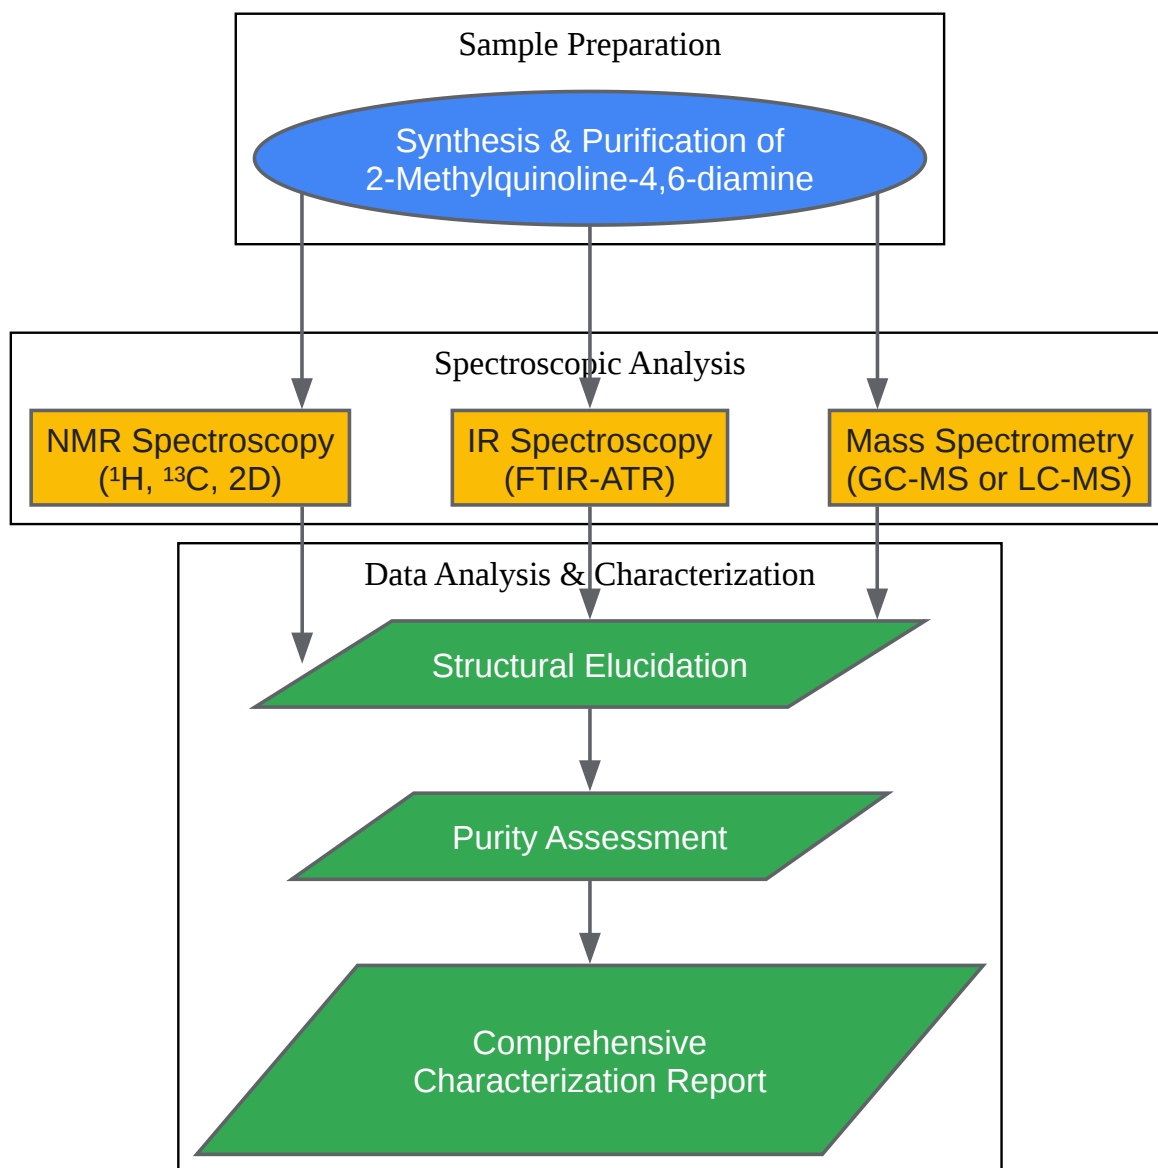 Sample Preparation
Synthesis & Purification of
2-Methylquinoline-4,6-diamine
Spectroscopic Analysis
NMR Spectroscopy
(¹H, ¹³C, 2D)
IR Spectroscopy
(FTIR-ATR)
Mass Spectrometry
(GC-MS or LC-MS)
Data Analysis & Characterization
Structural Elucidation
Purity Assessment
Comprehensive
Characterization Report